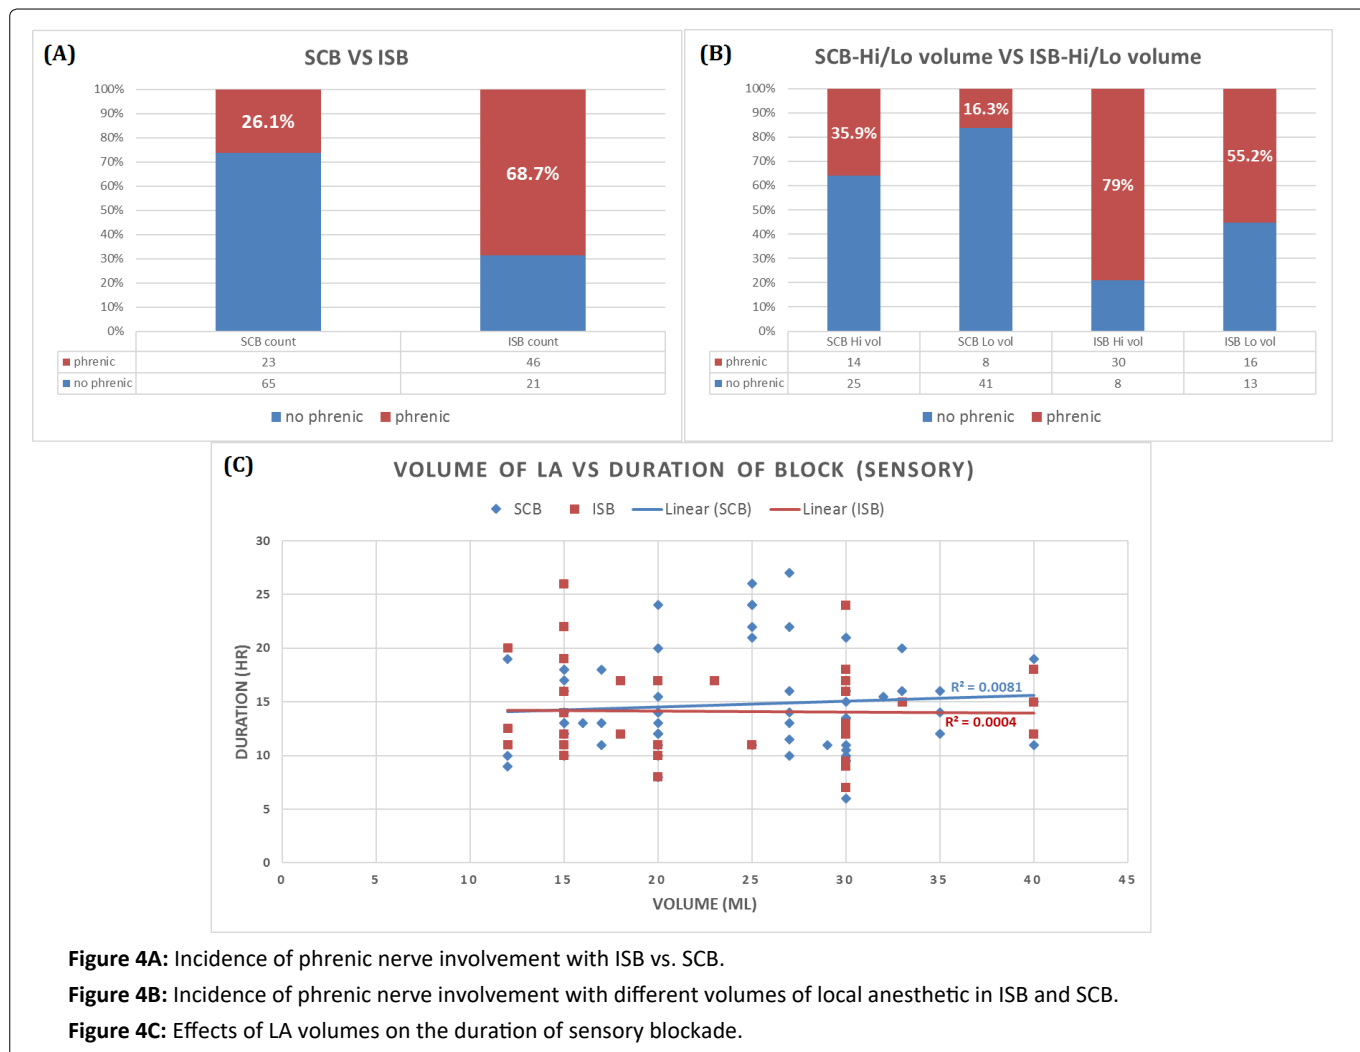 (A)
SCB VS ISB
100%
90%
80%
70%
60%
50%
40%
30%
20%
10%
0%
26.1%
68.7%
SCB count ISB count
phrenic 23 46
no phrenic 65 21
no phrenic phrenic
(B)
SCB-Hi/Lo volume VS ISB-Hi/Lo volume
100%
90%
80%
70%
60%
50%
40%
30%
20%
10%
0%
35.9%
16.3%
79%
55.2%
SCB Hi vol SCB Lo vol ISB Hi vol ISB Lo vol
phrenic 14 8 30 16
no phrenic 25 41 8 13
no phrenic phrenic
(C)
VOLUME OF LA VS DURATION OF BLOCK (SENSORY)
SCB ISB Linear (SCB) Linear (ISB)
DURATION (HR)
30
25
20
15
10
5
0
R² = 0.0081
R² = 0.0004
0 5 10 15 20 25 30 35 40 45
VOLUME (ML)
Figure 4A: Incidence of phrenic nerve involvement with ISB vs. SCB.
Figure 4B: Incidence of phrenic nerve involvement with different volumes of local anesthetic in ISB and SCB.
Figure 4C: Effects of LA volumes on the duration of sensory blockade.